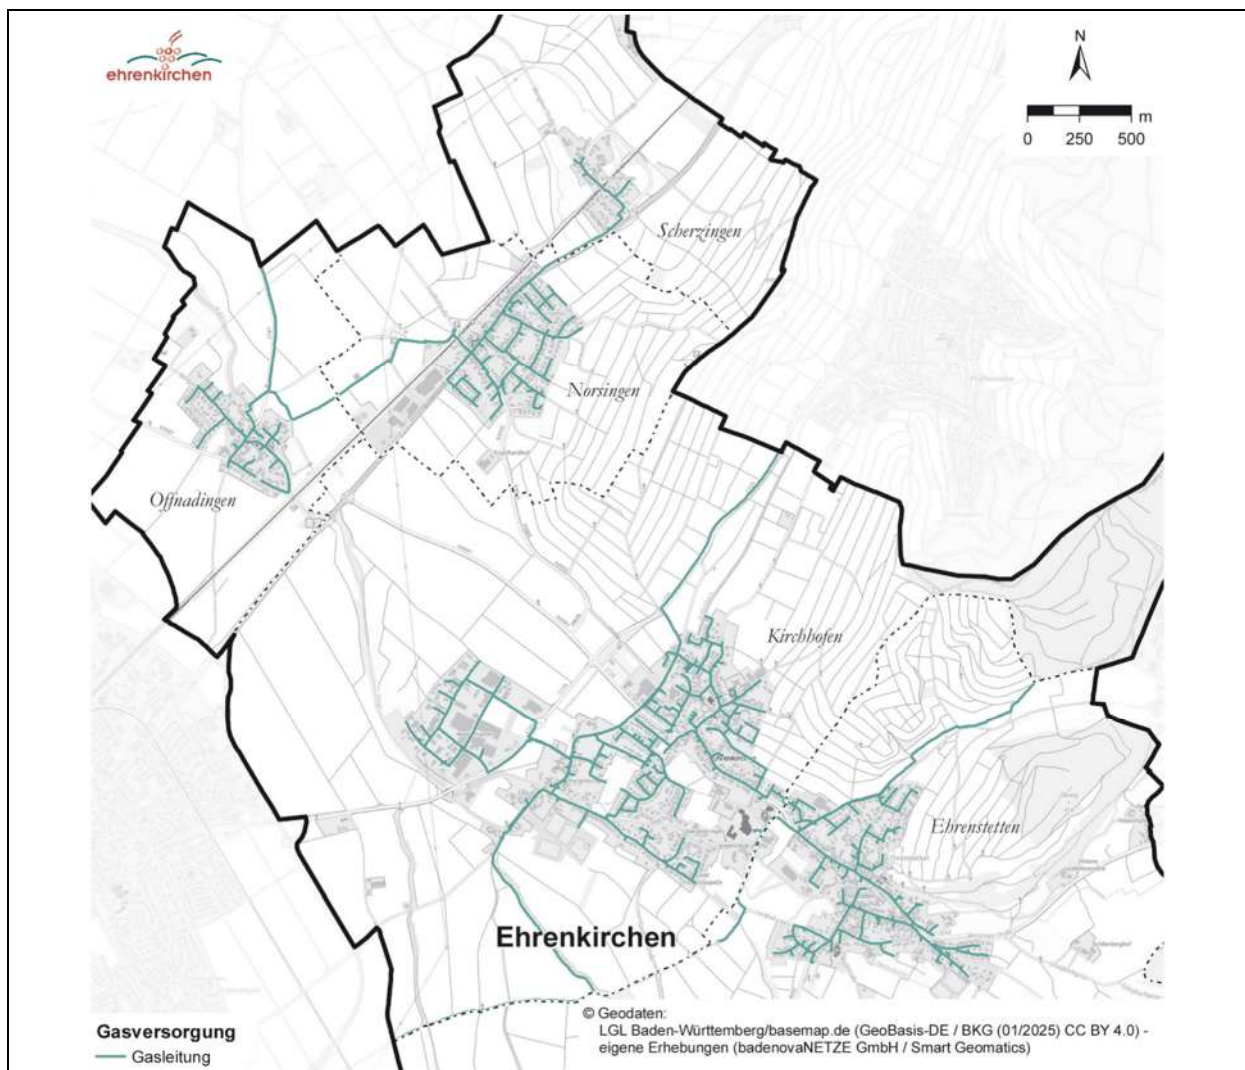 ehrenkirchen
N
m
0 250 500
Scherzingen
Norsingen
Offnadingen
Kirchhofen
Ehrenstetten
Ehrenkirchen
Gasversorgung
Gasleitung
© Geodaten:
LGL Baden-Württemberg/basemap.de (GeoBasis-DE / BKG (01/2025) CC BY 4.0) -
eigene Erhebungen (badenovaNETZE GmbH / Smart Geomatics)